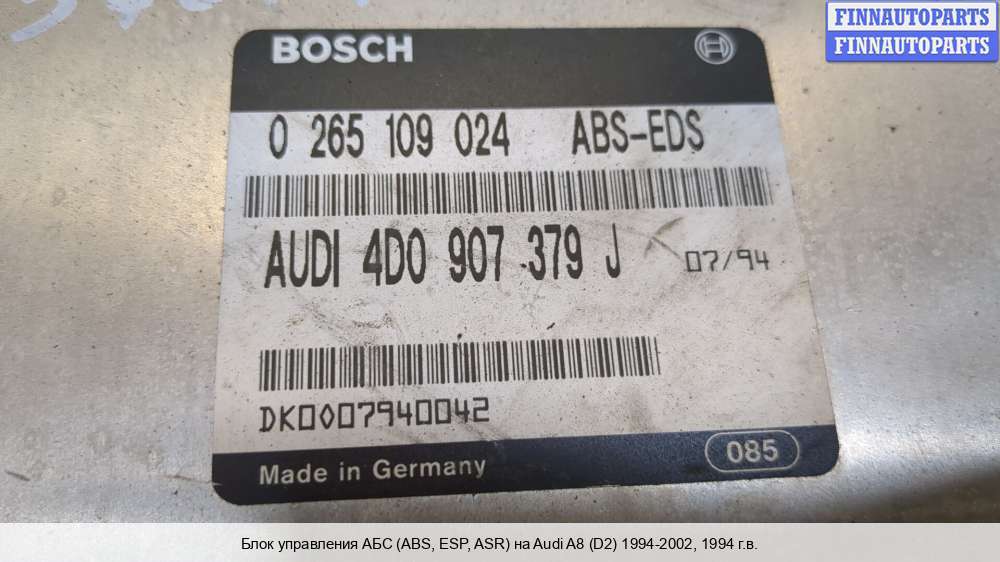 FINNAUTOPARTS
FINNAUTOPARTS
BOSCH
0 265 109 024 ABS-EDS
AUDI 4D0 907 379 J 07/94
DK0007940042
Made in Germany 085
Блок управления АБС (ABS, ESP, ASR) на Audi A8 (D2) 1994-2002, 1994 г.в.